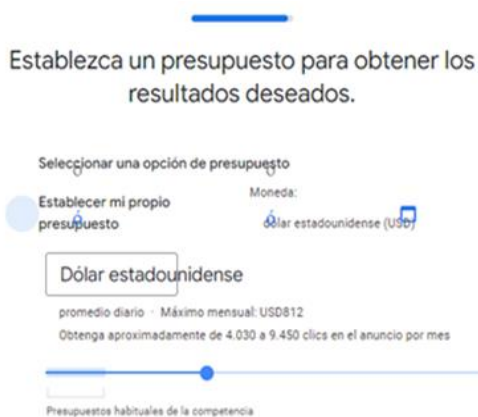 Establezca un presupuesto para obtener los
resultados deseados.
Seleccionar una opción de presupuesto
Establecer mi propio
presupuesto
Moneda:
dólar estadounidense (USD)
Dólar estadounidense
promedio diario · Máximo mensual: USD812
Obtenga aproximadamente de 4.030 a 9.450 clics en el anuncio por mes
Presupuestos habituales de la competencia